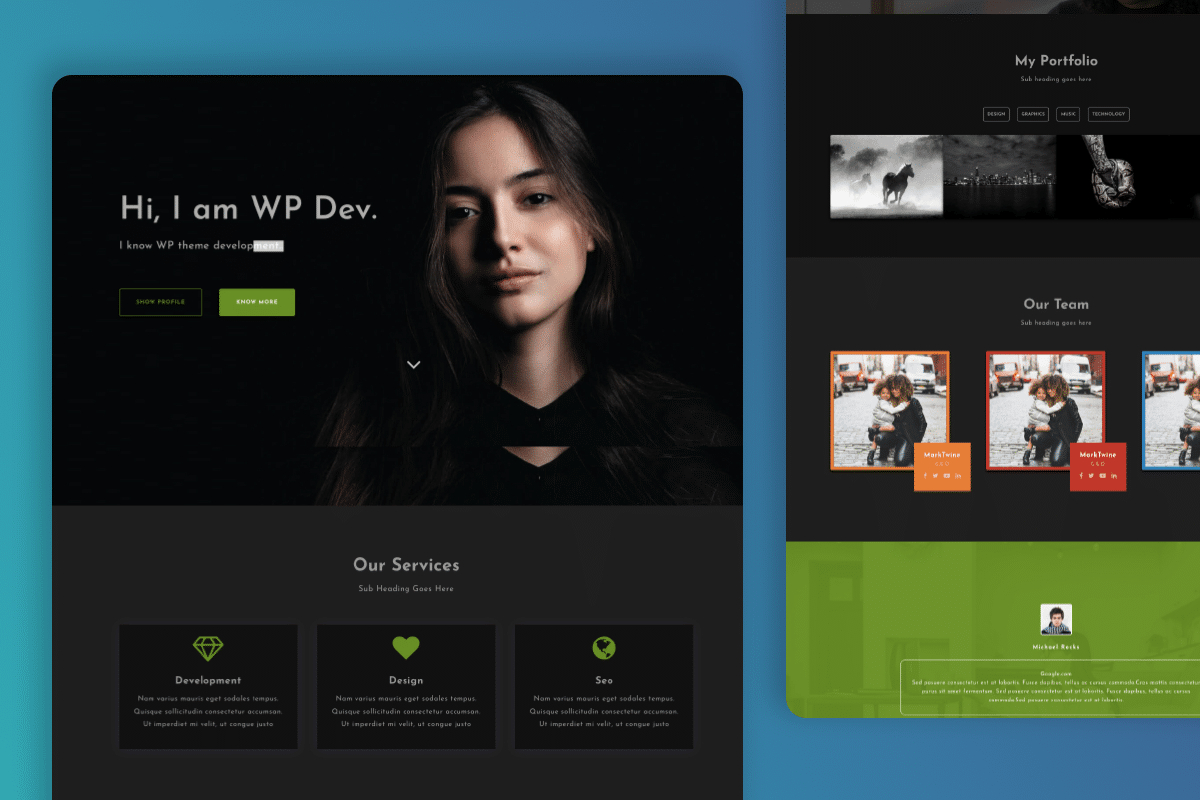 Hi, I am WP Dev.
I know WP theme development.
SHOW PROFILE
KNOW MORE
Our Services
Sub Heading Goes Here
Development
Nam varius mauris eget sodales tempus.
Quisque sollicitudin consectetur accumsan.
Ut imperdiet mi velit, ut congue justo
Design
Nam varius mauris eget sodales tempus.
Quisque sollicitudin consectetur accumsan.
Ut imperdiet mi velit, ut congue justo
Seo
Nam varius mauris eget sodales tempus.
Quisque sollicitudin consectetur accumsan.
Ut imperdiet mi velit, ut congue justo
My Portfolio
Sub heading goes here
DESIGN
GRAPHICS
MUSIC
TECHNOLOGY
Our Team
Sub heading goes here
MarkTwine
CEO
MarkTwine
CEO
Michael Rocks
Google.com
Sed posuere consectetur est at lobortis. Fusce dapibus, tellus ac cursus commodo.Cras mattis consectetur
purus sit amet fermentum. Sed posuere consectetur est at lobortis. Fusce dapibus, tellus ac cursus
commodo.Sed posuere consectetur est at lobortis.